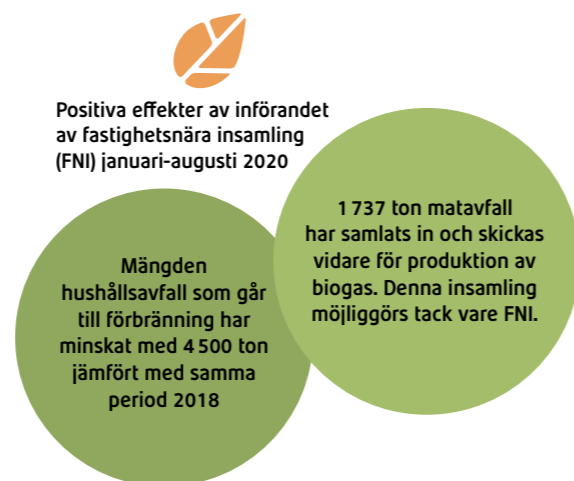 Positiva effekter av införandet
av fastighetsnära insamling
(FNI) januari-augusti 2020
1 737 ton matavfall
har samlats in och skickas
vidare för produktion av
biogas. Denna insamling
möjliggörs tack vare FNI.
Mängden
hushållsavfall som går
till förbränning har
minskat med 4 500 ton
jämfört med samma
period 2018